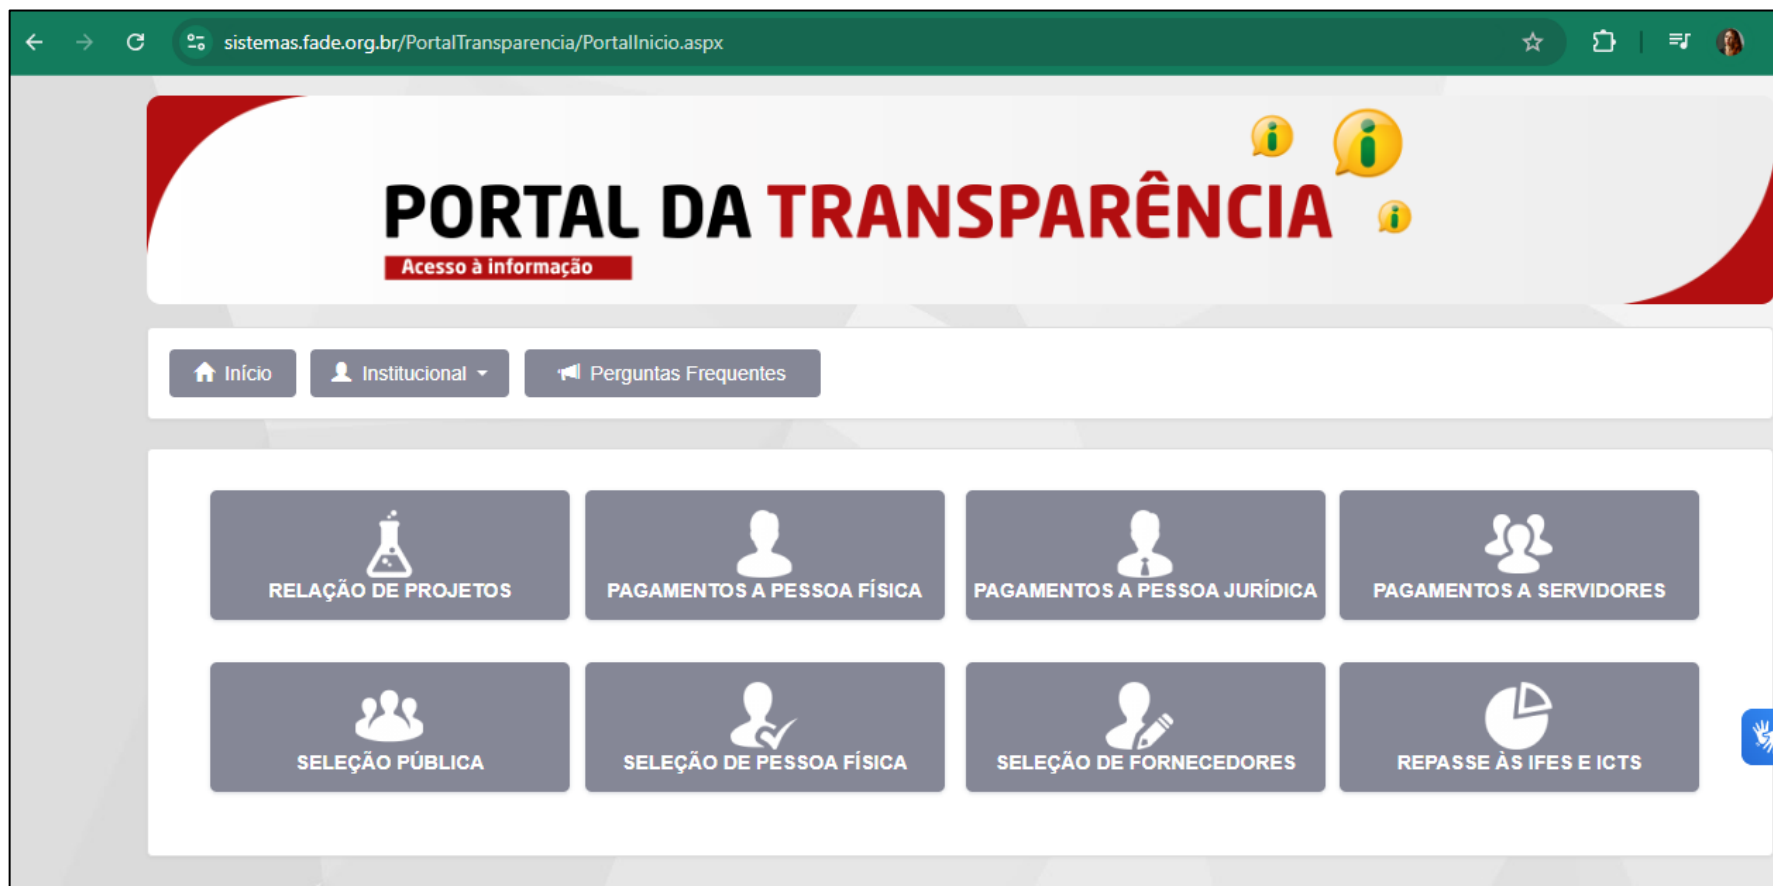 sistemas.fade.org.br/PortalTransparencia/PortalInicio.aspx
PORTAL DA TRANSPARÊNCIA
Acesso à informação
Início Institucional Perguntas Frequentes
RELAÇÃO DE PROJETOS PAGAMENTOS A PESSOA FÍSICA PAGAMENTOS A PESSOA JURÍDICA PAGAMENTOS A SERVIDORES
SELEÇÃO PÚBLICA SELEÇÃO DE PESSOA FÍSICA SELEÇÃO DE FORNECEDORES REPASSE ÀS IFES E ICTS